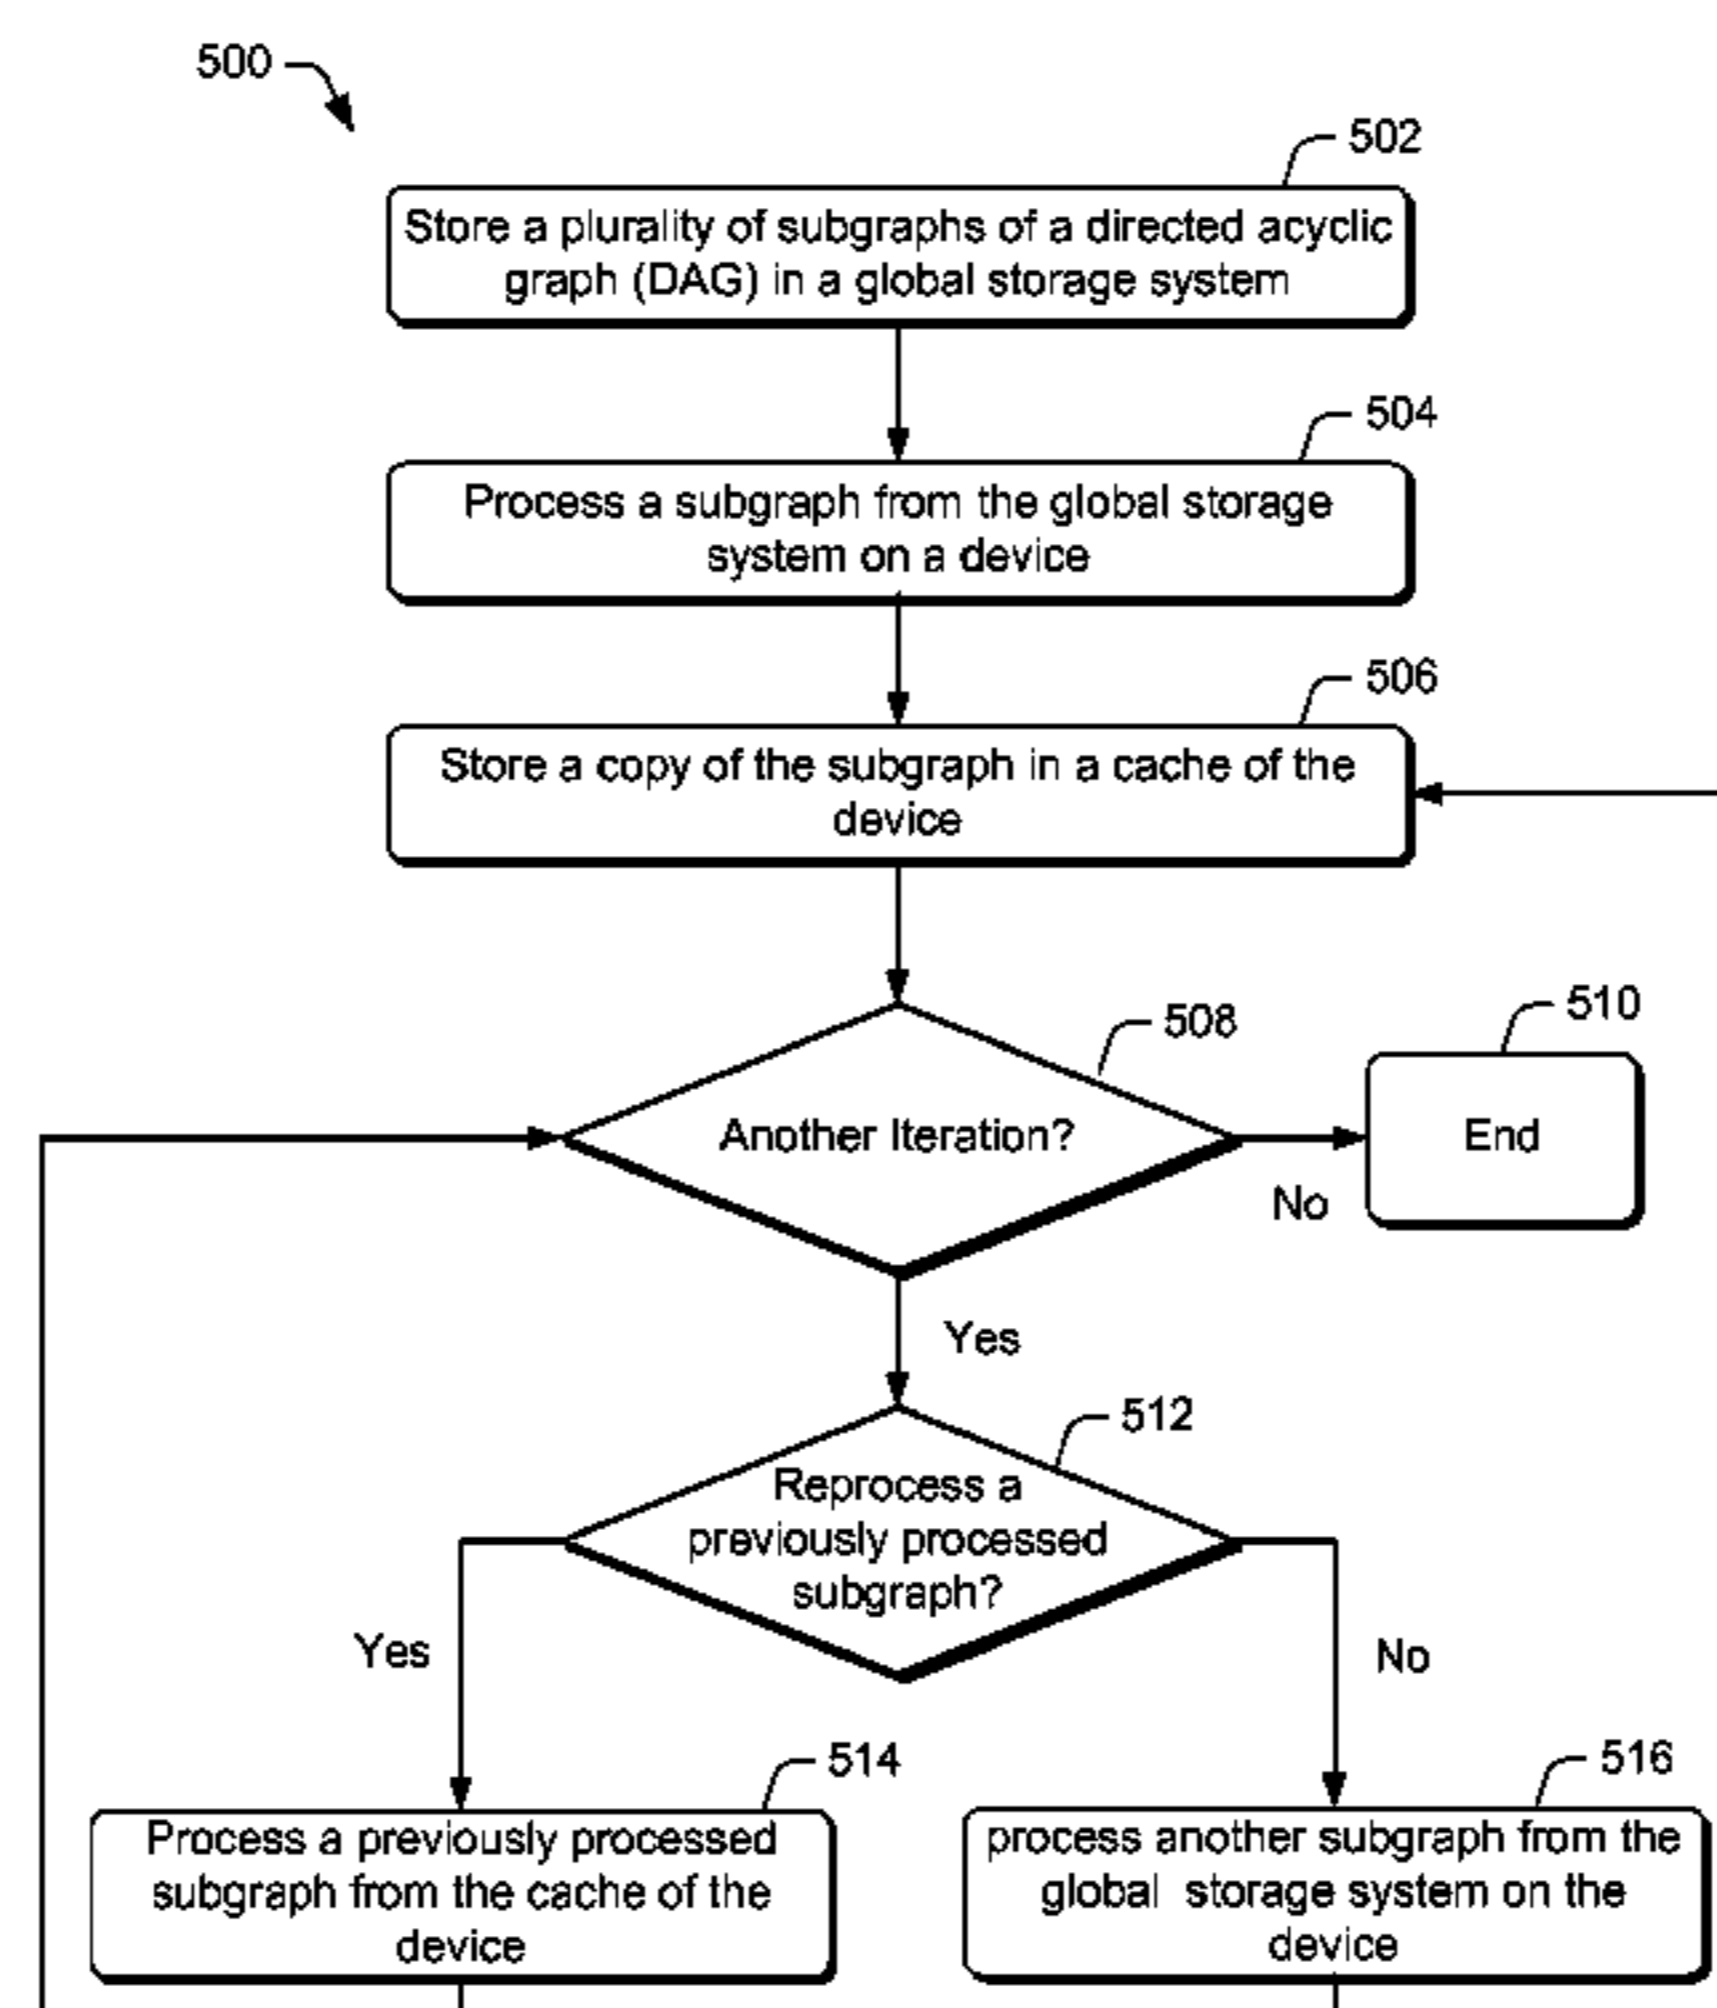 500
502
Store a plurality of subgraphs of a directed acyclic
graph (DAG) in a global storage system
504
Process a subgraph from the global storage
system on a device
506
Store a copy of the subgraph in a cache of the
device
508
Another Iteration?
510
End
No
Yes
512
Reprocess a
previously processed
subgraph?
Yes
No
514
Process a previously processed
subgraph from the cache of the
device
516
process another subgraph from the
global storage system on the
device